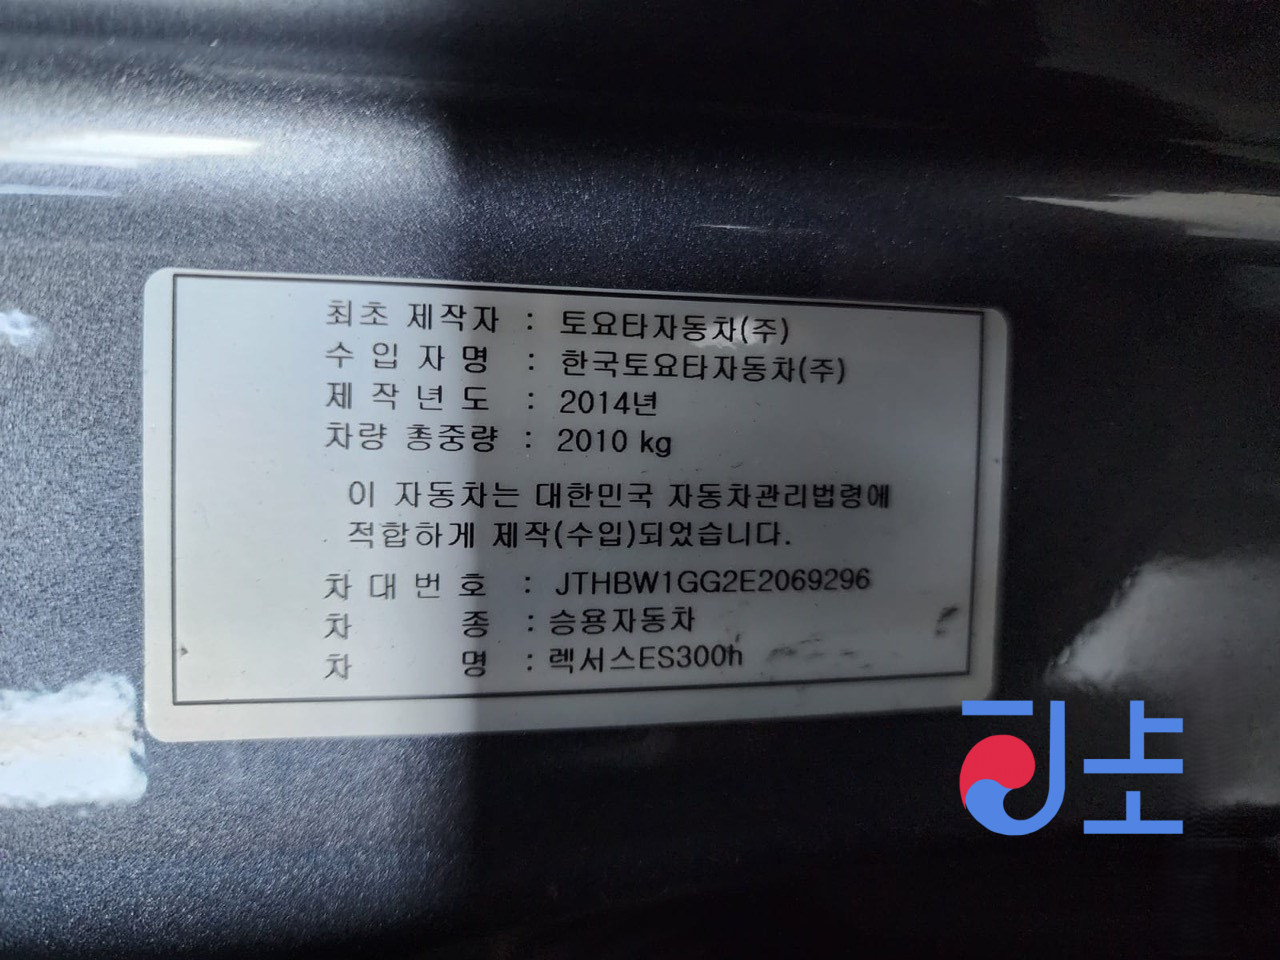 최초 제작자 : 토요타자동차(주)
수입자명 : 한국토요타자동차(주)
제작년도 : 2014년
차량 총중량 : 2010 kg
이 자동차는 대한민국 자동차관리법령에
적합하게 제작(수입)되었습니다.
차대번호 : JTHBW1GG2E2069296
차 종 : 승용자동차
차 명 : 렉서스ES300h